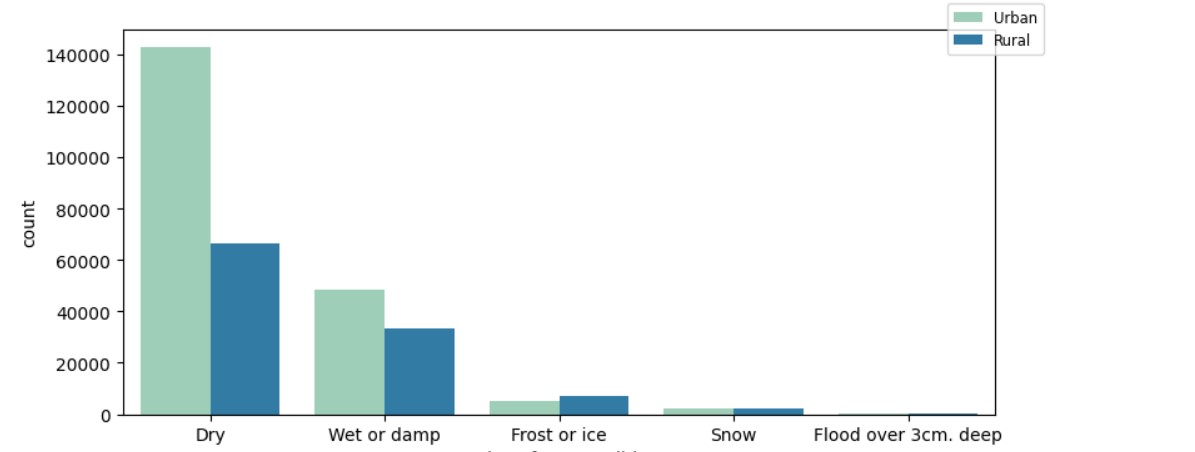 Urban
Rural
140000
120000
100000
80000
60000
40000
20000
0
count
Dry
Wet or damp
Frost or ice
Snow
Flood over 3cm. deep